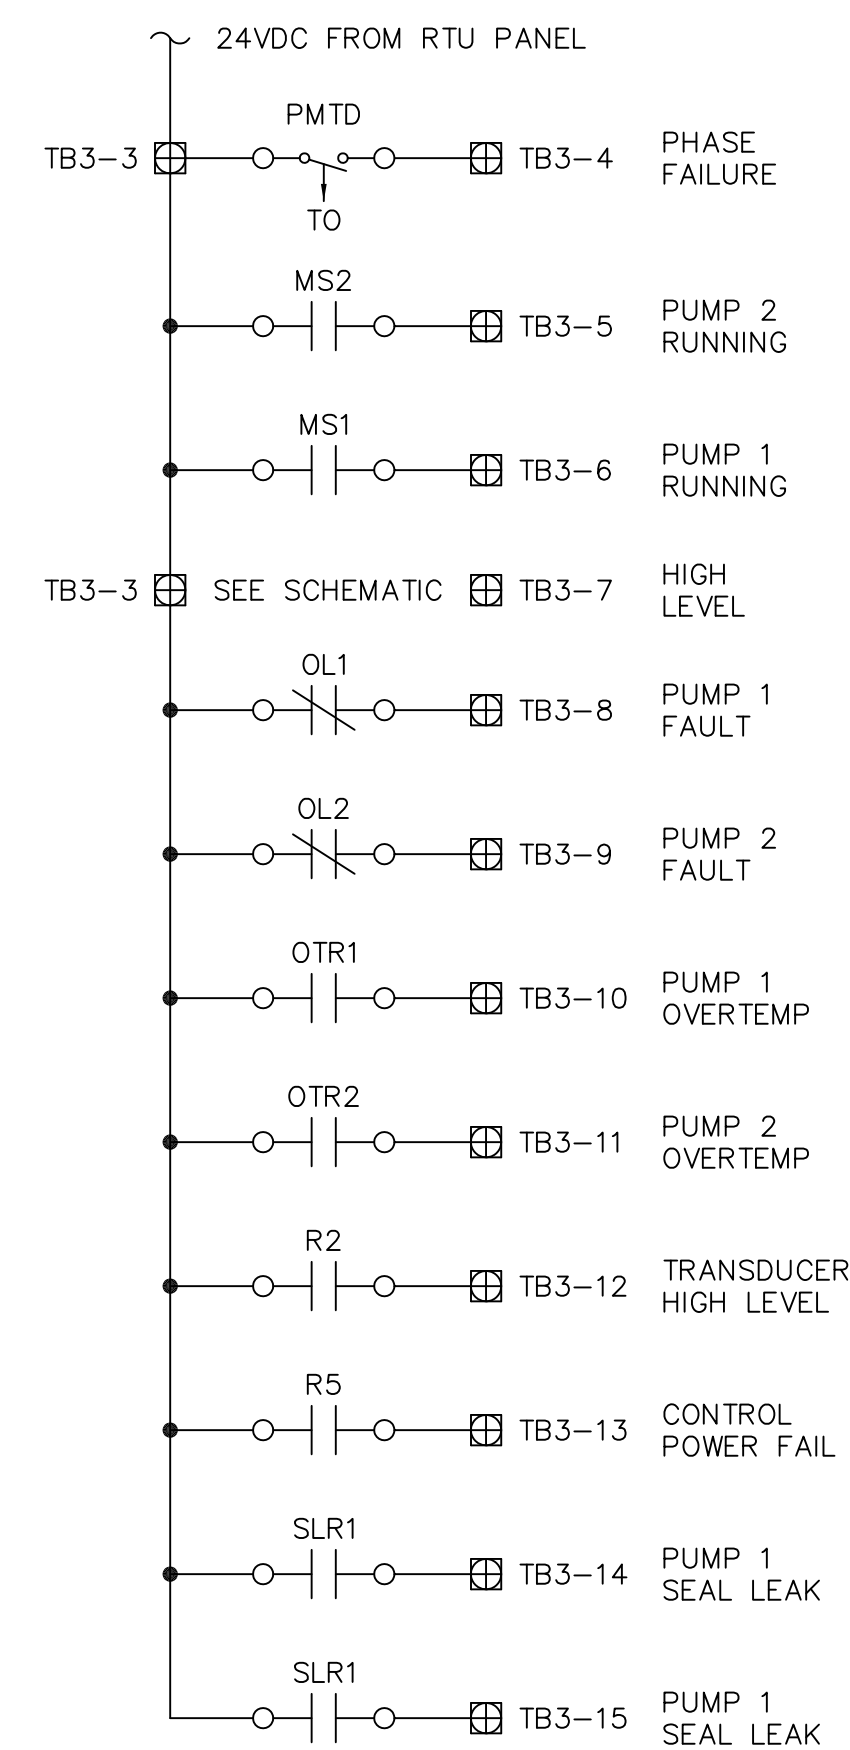 24VDC FROM RTU PANEL
PMTD
TB3-3
TB3-4
PHASE
FAILURE
TO
MS2
TB3-5
PUMP 2
RUNNING
MS1
TB3-6
PUMP 1
RUNNING
TB3-3
SEE SCHEMATIC
TB3-7
HIGH
LEVEL
OL1
TB3-8
PUMP 1
FAULT
OL2
TB3-9
PUMP 2
FAULT
OTR1
TB3-10
PUMP 1
OVERTEMP
OTR2
TB3-11
PUMP 2
OVERTEMP
R2
TB3-12
TRANSDUCER
HIGH LEVEL
R5
TB3-13
CONTROL
POWER FAIL
SLR1
TB3-14
PUMP 1
SEAL LEAK
SLR1
TB3-15
PUMP 1
SEAL LEAK